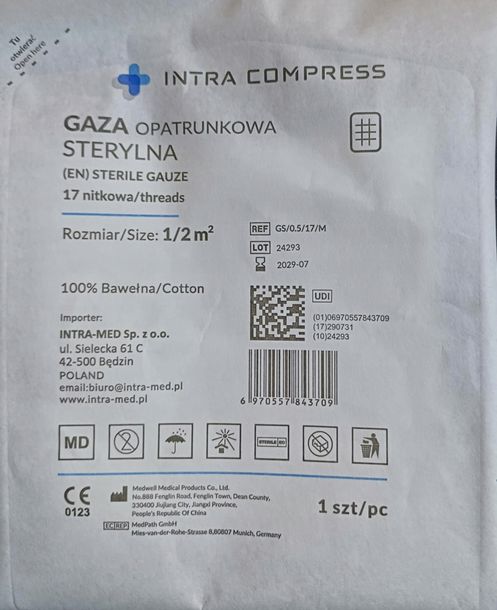 Tu
otwierać
Open here
INTRA COMPRESS
GAZA OPATRUNKOWA
STERYLNA
(EN) STERILE GAUZE
17 nitkowa/threads
Rozmiar/Size: 1/2 m²
REF GS/0.5/17/M
LOT 24293
2029-07
100% Bawełna/Cotton
UDI
(01)06970557843709
(17)290731
(10)24293
Importer:
INTRA-MED Sp. z o.o.
ul. Sielecka 61 C
42-500 Będzin
POLAND
email:biuro@intra-med.pl
www.intra-med.pl
6 970557 843709
MD
2
STERILE EO
CE
0123
Medwell Medical Products Co., Ltd.
No.888 Fenglin Road, Fenglin Town, Dean County,
330400 Jiujiang City, Jiangxi Province,
People's Republic Of China
EC REP MedPath GmbH
Mies-van-der-Rohe-Strasse 8,80807 Munich, Germany
1 szt/pc